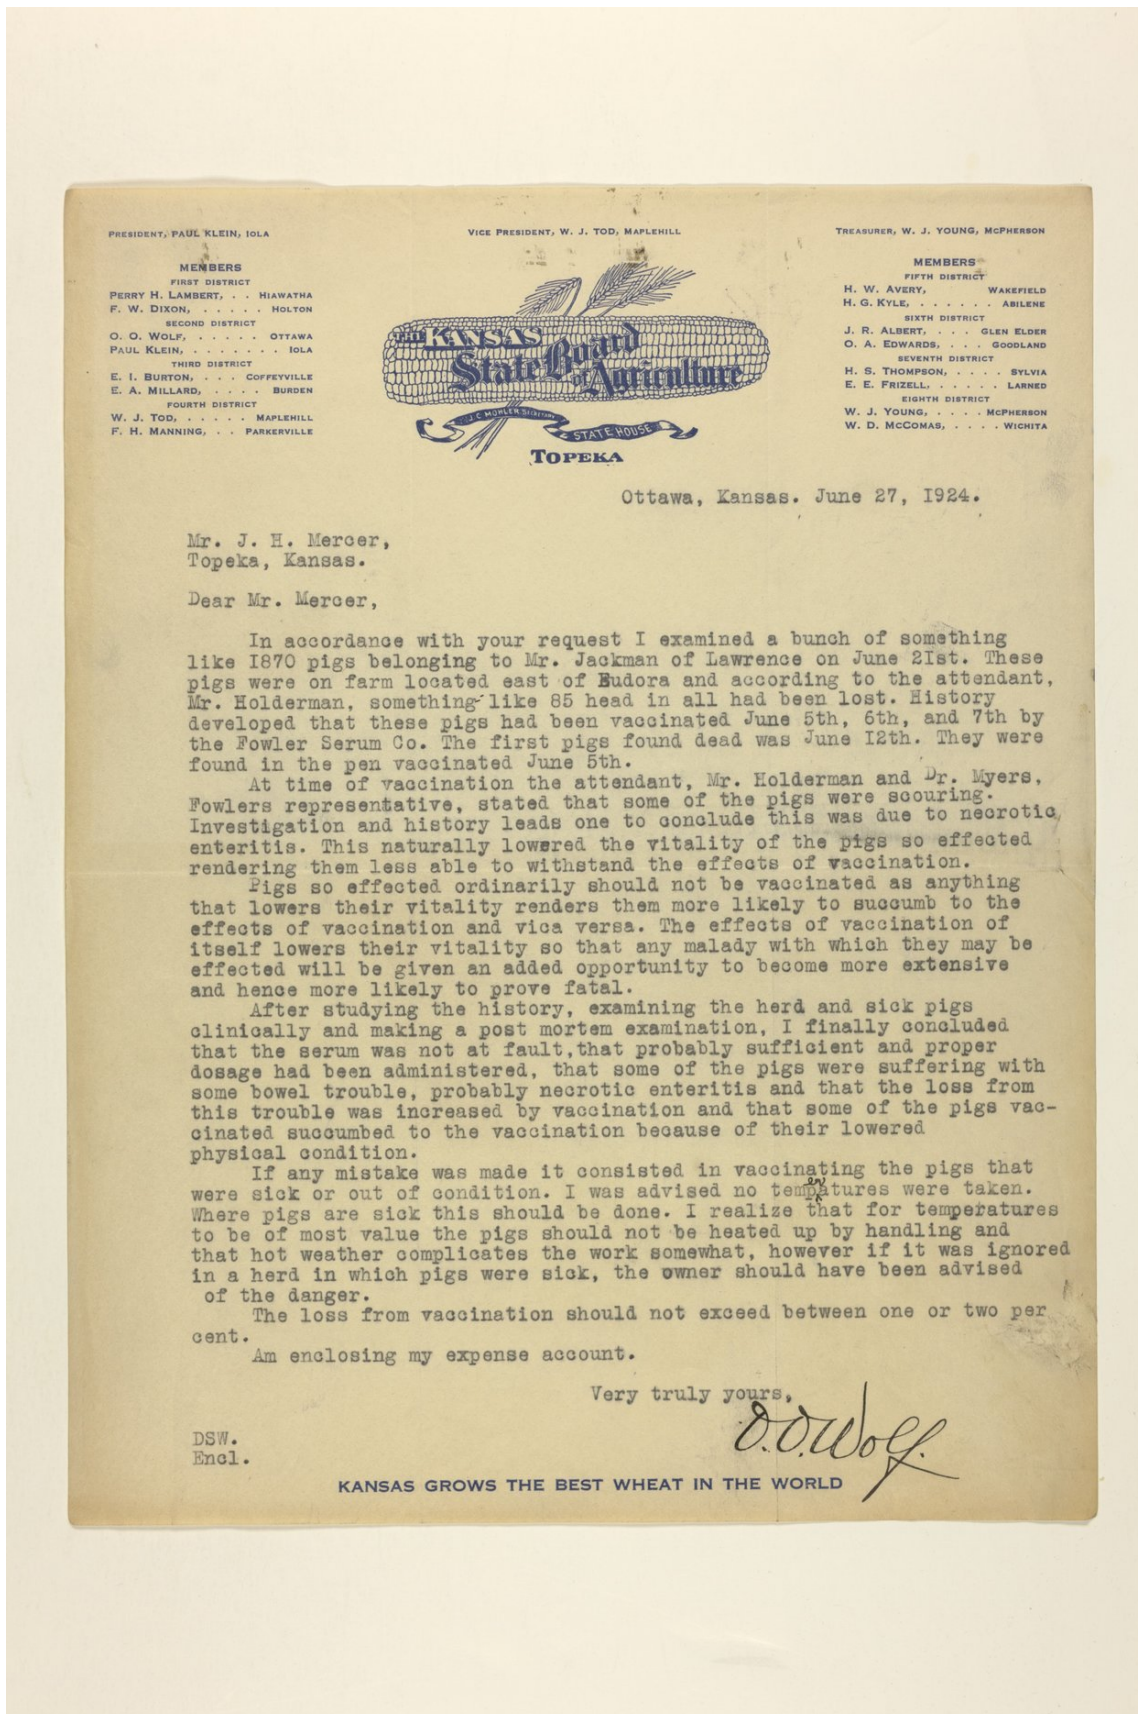 PRESIDENT, PAUL KLEIN, IOLA
VICE PRESIDENT, W. J. TOD, MAPLEHILL
TREASURER, W. J. YOUNG, MCPHERSON
MEMBERS
FIRST DISTRICT
PERRY H. LAMBERT, . . HIAWATHA
F. W. DIXON, . . . . . HOLTON
SECOND DISTRICT
O. O. WOLF, . . . . . OTTAWA
PAUL KLEIN, . . . . . . . IOLA
THIRD DISTRICT
E. I. BURTON, . . . COFFEYVILLE
E. A. MILLARD, . . . . BURDEN
FOURTH DISTRICT
W. J. TOD, . . . . . MAPLEHILL
F. H. MANNING, . . PARKERVILLE
THE KANSAS
State Board
of Agriculture
J. C. MOHLER, SECRETARY
STATE HOUSE
TOPEKA
MEMBERS
FIFTH DISTRICT
H. W. AVERY, WAKEFIELD
H. G. KYLE, . . . . . . ABILENE
SIXTH DISTRICT
J. R. ALBERT, . . . GLEN ELDER
O. A. EDWARDS, . . . GOODLAND
SEVENTH DISTRICT
H. S. THOMPSON, . . . . SYLVIA
E. E. FRIZELL, . . . . . LARNED
EIGHTH DISTRICT
W. J. YOUNG, . . . . MCPHERSON
W. D. MCCOMAS, . . . . WICHITA
Ottawa, Kansas. June 27, I924.
Mr. J. H. Mercer,
Topeka, Kansas.
Dear Mr. Mercer,
In accordance with your request I examined a bunch of something
like I870 pigs belonging to Mr. Jackman of Lawrence on June 2Ist. These
pigs were on farm located east of Eudora and according to the attendant,
Mr. Holderman, something like 85 head in all had been lost. History
developed that these pigs had been vaccinated June 5th, 6th, and 7th by
the Fowler Serum Co. The first pigs found dead was June I2th. They were
found in the pen vaccinated June 5th.
At time of vaccination the attendant, Mr. Holderman and Dr. Myers,
Fowlers representative, stated that some of the pigs were scouring.
Investigation and history leads one to conclude this was due to necrotic
enteritis. This naturally lowered the vitality of the pigs so effected
rendering them less able to withstand the effects of vaccination.
Pigs so effected ordinarily should not be vaccinated as anything
that lowers their vitality renders them more likely to succumb to the
effects of vaccination and vica versa. The effects of vaccination of
itself lowers their vitality so that any malady with which they may be
effected will be given an added opportunity to become more extensive
and hence more likely to prove fatal.
After studying the history, examining the herd and sick pigs
clinically and making a post mortem examination, I finally concluded
that the serum was not at fault,that probably sufficient and proper
dosage had been administered, that some of the pigs were suffering with
some bowel trouble, probably necrotic enteritis and that the loss from
this trouble was increased by vaccination and that some of the pigs vac-
cinated succumbed to the vaccination because of their lowered
physical condition.
If any mistake was made it consisted in vaccinating the pigs that
were sick or out of condition. I was advised no temperatures were taken.
Where pigs are sick this should be done. I realize that for temperatures
to be of most value the pigs should not be heated up by handling and
that hot weather complicates the work somewhat, however if it was ignored
in a herd in which pigs were sick, the owner should have been advised
of the danger.
The loss from vaccination should not exceed between one or two per
cent.
Am enclosing my expense account.
Very truly yours,
O.O.Wolf.
DSW.
Encl.
KANSAS GROWS THE BEST WHEAT IN THE WORLD